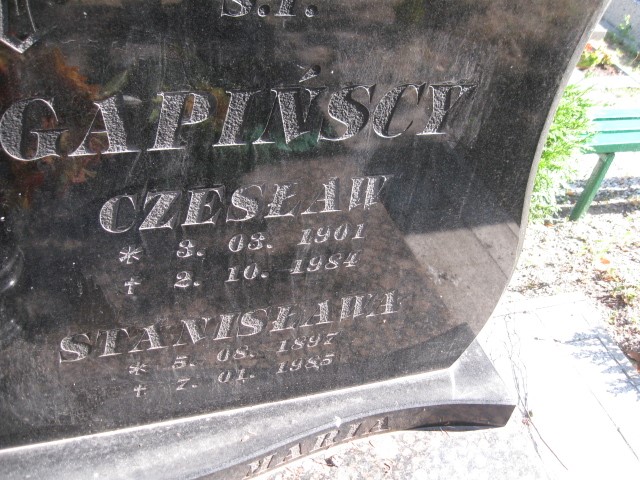 Ś.P.
GAPIŃSCY
CZESŁAW
* 3. 03. 1901
† 2. 10. 1984
STANISŁAWA
* 5. 08. 1897
† 7. 01. 1985
MARIA